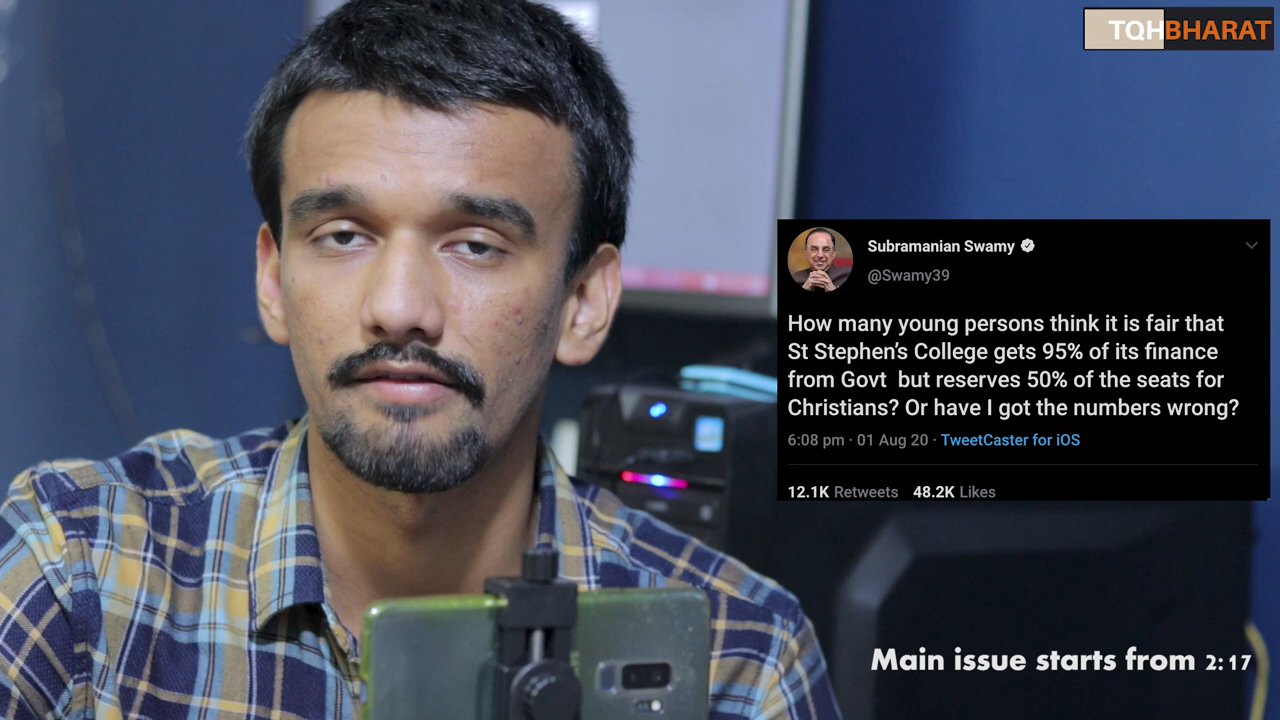 TQHBHARAT
Subramanian Swamy
@Swamy39
How many young persons think it is fair that
St Stephen's College gets 95% of its finance
from Govt but reserves 50% of the seats for
Christians? Or have I got the numbers wrong?
6:08 pm · 01 Aug 20 · TweetCaster for iOS
12.1K Retweets 48.2K Likes
Main issue starts from 2:17